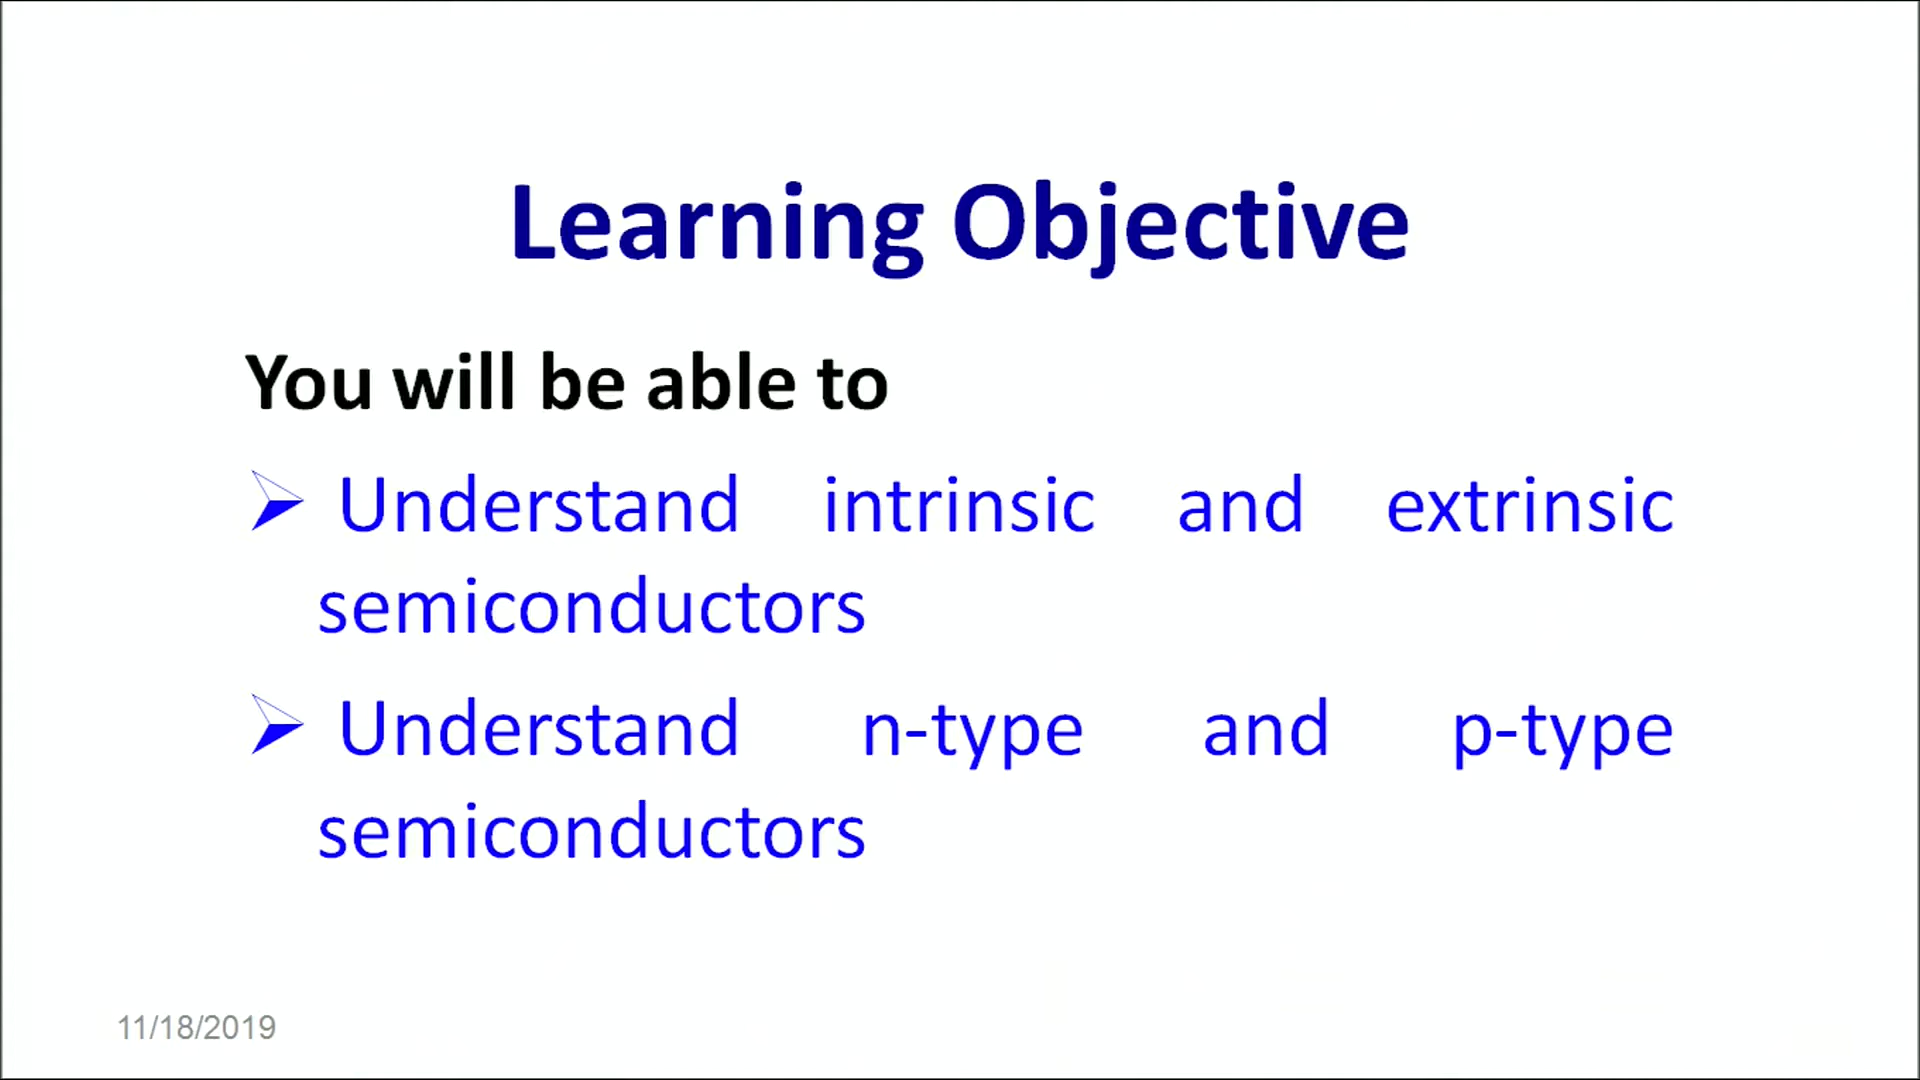 Learning Objective
You will be able to
Understand intrinsic and extrinsic
semiconductors
Understand n-type and p-type
semiconductors
11/18/2019